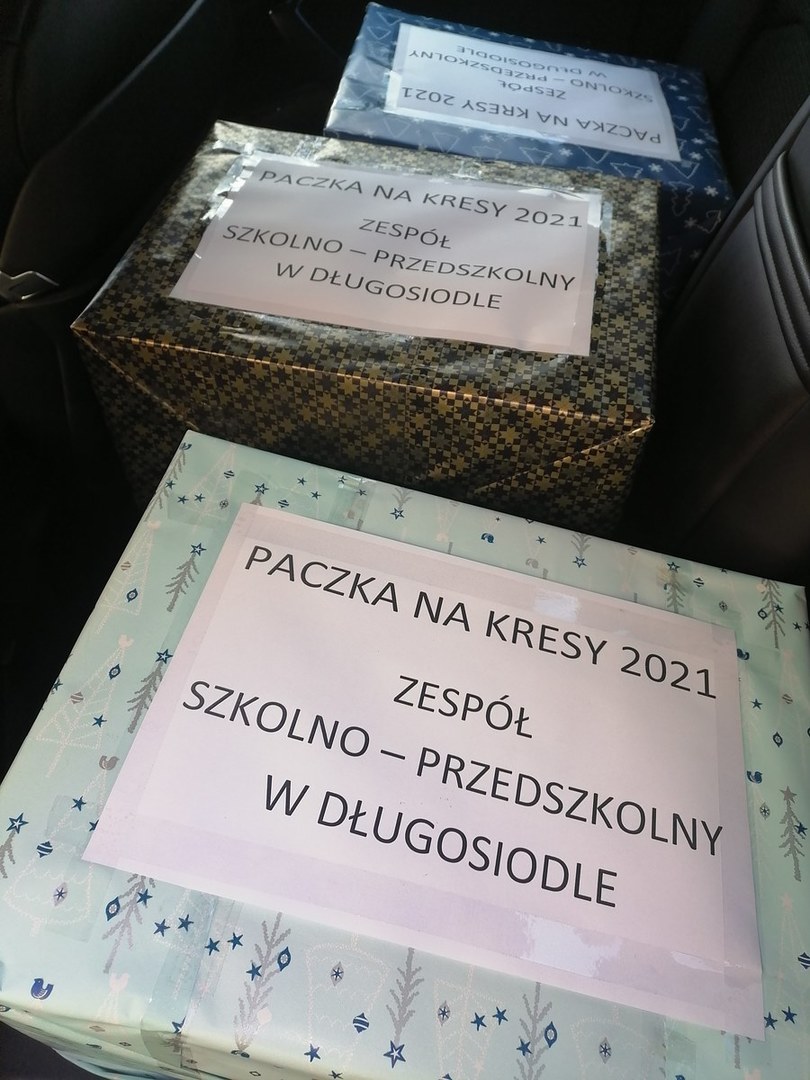 PACZKA NA KRESY 2021
ZESPÓŁ
SZKOLNO – PRZEDSZKOLNY
W DŁUGOSIODLE
PACZKA NA KRESY 2021
ZESPÓŁ
SZKOLNO – PRZEDSZKOLNY
W DŁUGOSIODLE
PACZKA NA KRESY 2021
ZESPÓŁ
SZKOLNO – PRZEDSZKOLNY
W DŁUGOSIODLE